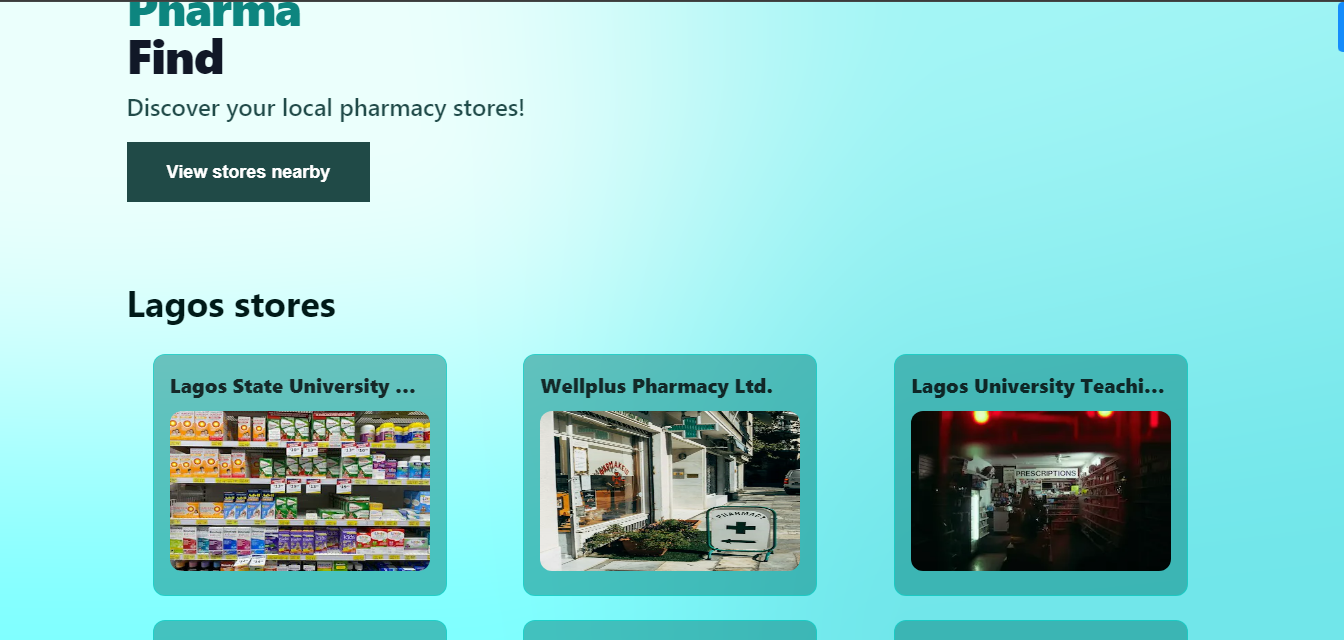 Pharma
Find
Discover your local pharmacy stores!
View stores nearby
Lagos stores
Lagos State University ...
Wellplus Pharmacy Ltd.
Lagos University Teachi...
PHARMACY
PRESCRIPTIONS